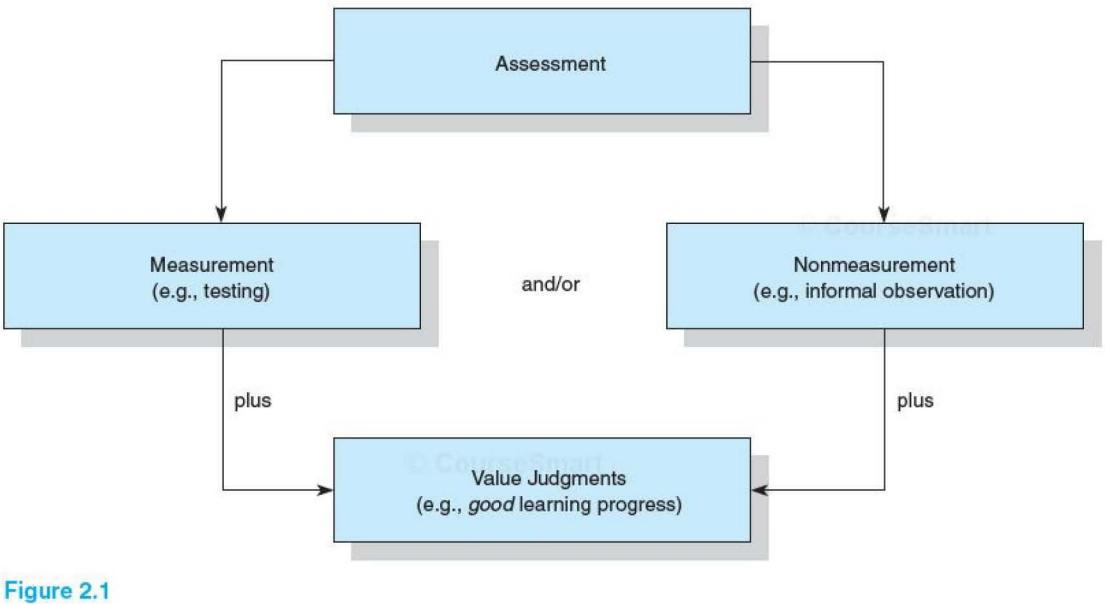 Assessment
© CourseSmart
Measurement
(e.g., testing)
and/or
Nonmeasurement
(e.g., informal observation)
plus
plus
© CourseSmart
Value Judgments
(e.g., good learning progress)
Figure 2.1